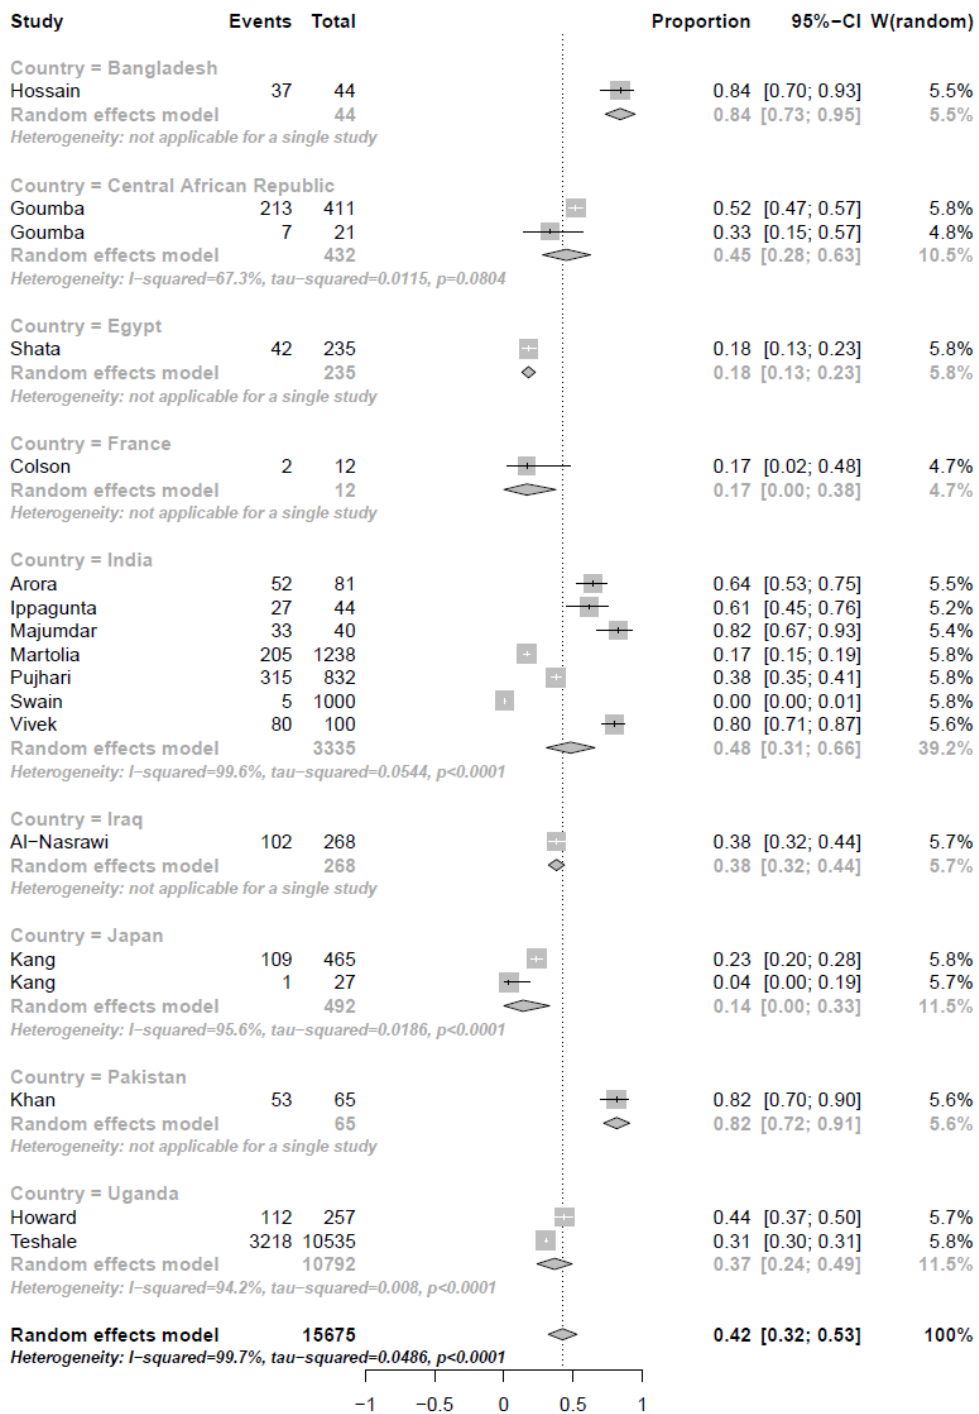 Study Events Total Proportion 95%−CI W(random)
Country = Bangladesh
Hossain 37 44 0.84 [0.70; 0.93] 5.5%
Random effects model 44 0.84 [0.73; 0.95] 5.5%
Heterogeneity: not applicable for a single study
Country = Central African Republic
Goumba 213 411 0.52 [0.47; 0.57] 5.8%
Goumba 7 21 0.33 [0.15; 0.57] 4.8%
Random effects model 432 0.45 [0.28; 0.63] 10.5%
Heterogeneity: I−squared=67.3%, tau−squared=0.0115, p=0.0804
Country = Egypt
Shata 42 235 0.18 [0.13; 0.23] 5.8%
Random effects model 235 0.18 [0.13; 0.23] 5.8%
Heterogeneity: not applicable for a single study
Country = France
Colson 2 12 0.17 [0.02; 0.48] 4.7%
Random effects model 12 0.17 [0.00; 0.38] 4.7%
Heterogeneity: not applicable for a single study
Country = India
Arora 52 81 0.64 [0.53; 0.75] 5.5%
Ippagunta 27 44 0.61 [0.45; 0.76] 5.2%
Majumdar 33 40 0.82 [0.67; 0.93] 5.4%
Martolia 205 1238 0.17 [0.15; 0.19] 5.8%
Pujhari 315 832 0.38 [0.35; 0.41] 5.8%
Swain 5 1000 0.00 [0.00; 0.01] 5.8%
Vivek 80 100 0.80 [0.71; 0.87] 5.6%
Random effects model 3335 0.48 [0.31; 0.66] 39.2%
Heterogeneity: I−squared=99.6%, tau−squared=0.0544, p<0.0001
Country = Iraq
Al−Nasrawi 102 268 0.38 [0.32; 0.44] 5.7%
Random effects model 268 0.38 [0.32; 0.44] 5.7%
Heterogeneity: not applicable for a single study
Country = Japan
Kang 109 465 0.23 [0.20; 0.28] 5.8%
Kang 1 27 0.04 [0.00; 0.19] 5.7%
Random effects model 492 0.14 [0.00; 0.33] 11.5%
Heterogeneity: I−squared=95.6%, tau−squared=0.0186, p<0.0001
Country = Pakistan
Khan 53 65 0.82 [0.70; 0.90] 5.6%
Random effects model 65 0.82 [0.72; 0.91] 5.6%
Heterogeneity: not applicable for a single study
Country = Uganda
Howard 112 257 0.44 [0.37; 0.50] 5.7%
Teshale 3218 10535 0.31 [0.30; 0.31] 5.8%
Random effects model 10792 0.37 [0.24; 0.49] 11.5%
Heterogeneity: I−squared=94.2%, tau−squared=0.008, p<0.0001
Random effects model 15675 0.42 [0.32; 0.53] 100%
Heterogeneity: I−squared=99.7%, tau−squared=0.0486, p<0.0001
−1 −0.5 0 0.5 1